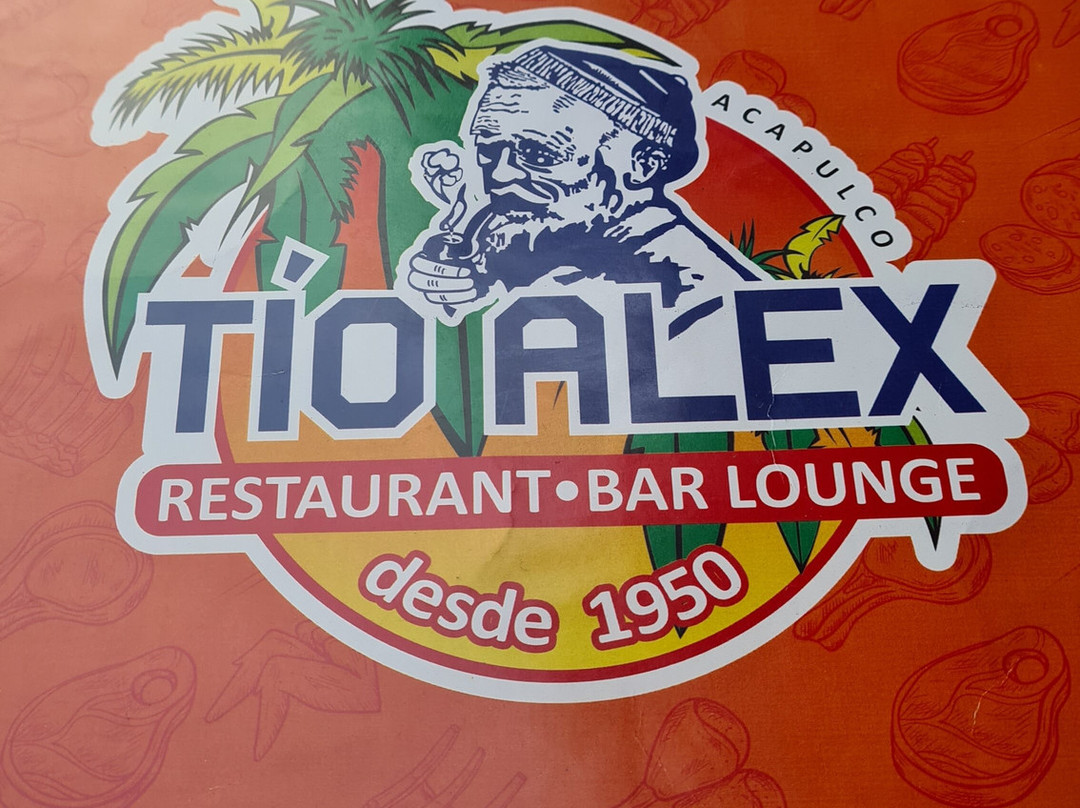 ACAPULCO
TÍO ALEX
RESTAURANT•BAR LOUNGE
desde 1950